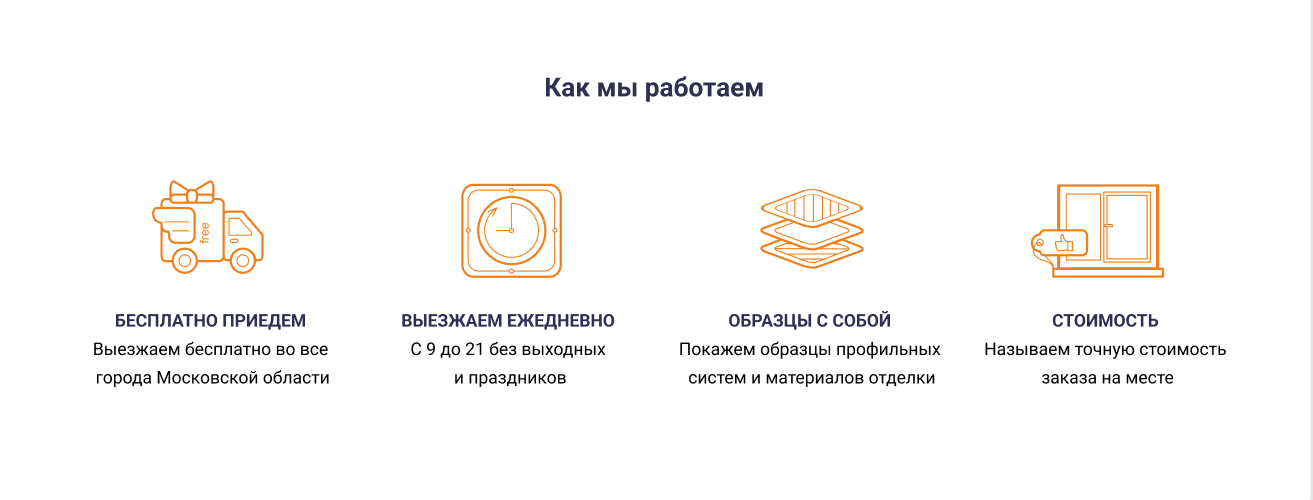 Как мы работаем
free
БЕСПЛАТНО ПРИЕДЕМ
Выезжаем бесплатно во все
города Московской области
ВЫЕЗЖАЕМ ЕЖЕДНЕВНО
С 9 до 21 без выходных
и праздников
ОБРАЗЦЫ С СОБОЙ
Покажем образцы профильных
систем и материалов отделки
СТОИМОСТЬ
Называем точную стоимость
заказа на месте